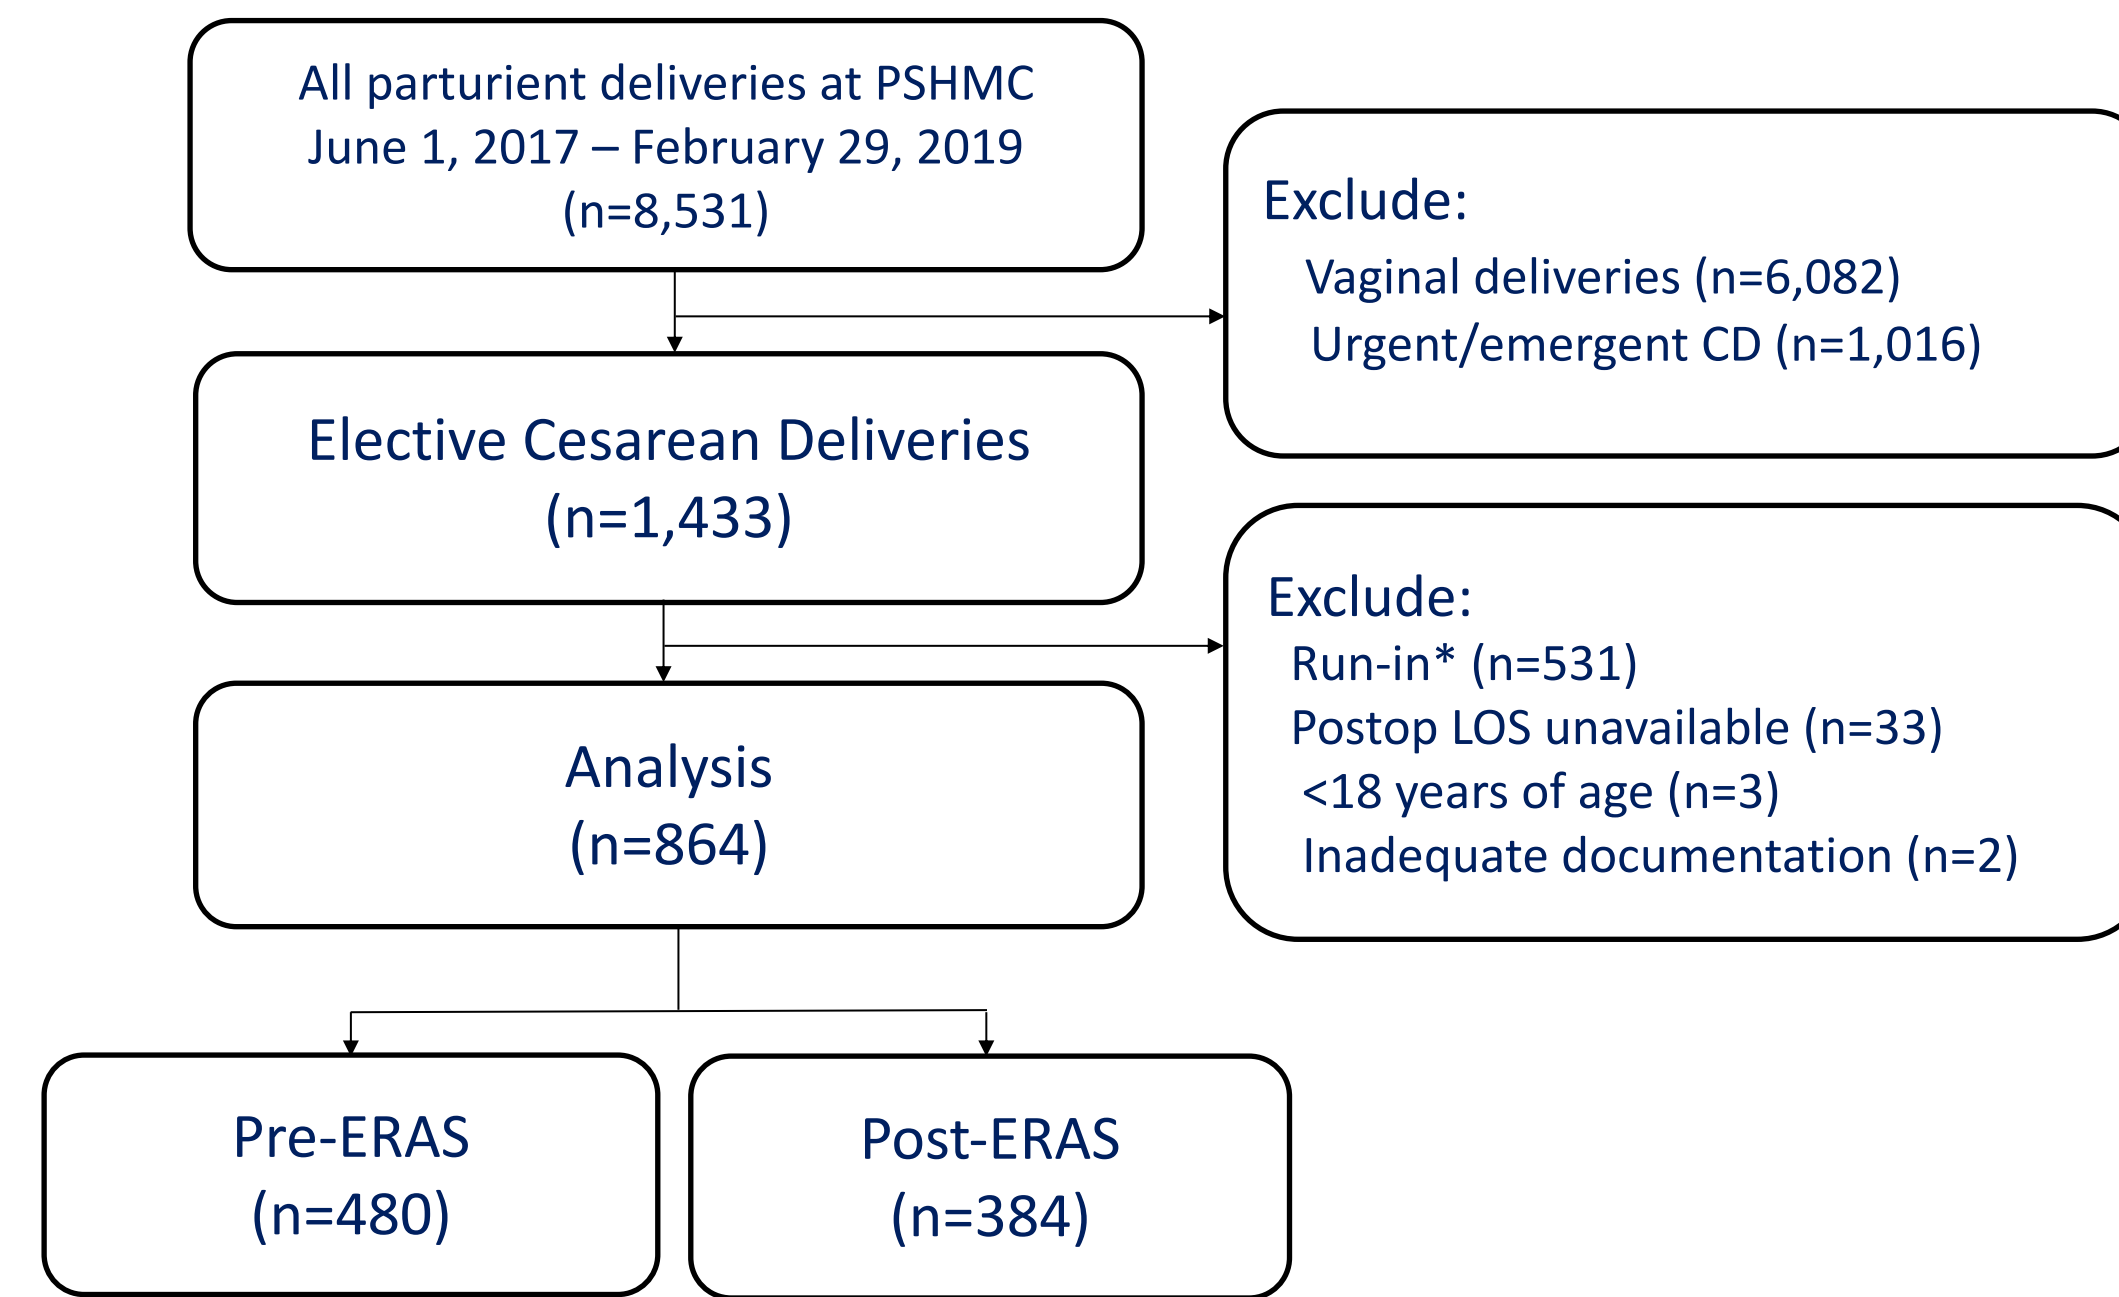 All parturient deliveries at PSHMC
June 1, 2017 – February 29, 2019
(n=8,531)
Exclude:
Vaginal deliveries (n=6,082)
Urgent/emergent CD (n=1,016)
Elective Cesarean Deliveries
(n=1,433)
Exclude:
Run-in* (n=531)
Postop LOS unavailable (n=33)
<18 years of age (n=3)
Inadequate documentation (n=2)
Analysis
(n=864)
Pre-ERAS
(n=480)
Post-ERAS
(n=384)